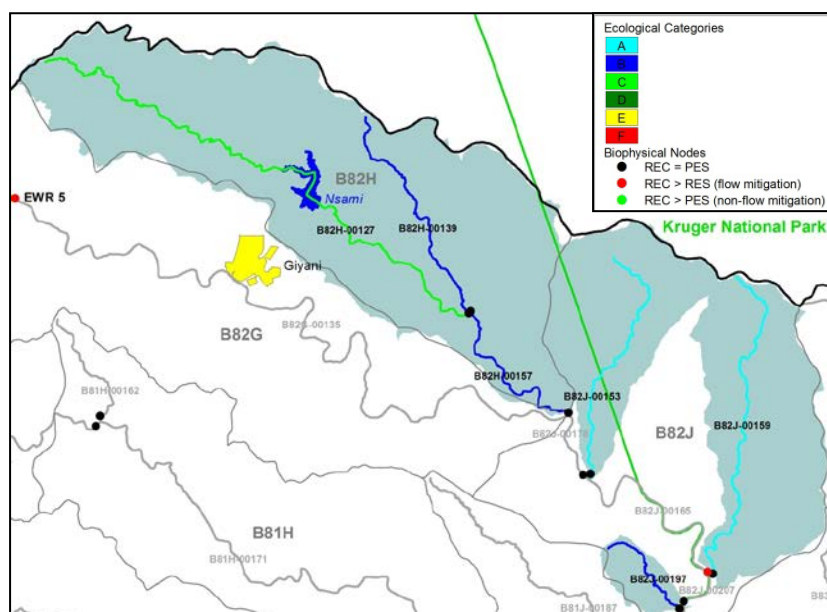 Ecological Categories
A
B
C
D
E
F
Biophysical Nodes
REC = PES
REC > RES (flow mitigation)
REC > PES (non-flow mitigation)
Kruger National Park
B82H
Nsami
EWR 5
B82H-00127
B82H-00139
Giyani
B82G
B82G-00135
B82H-00157
B81H-00162
B82J-00153
B82J-00159
B82J
B82J-00165
B81H
B81H-00171
B82J-00197
B82J-00207
B81J-00187